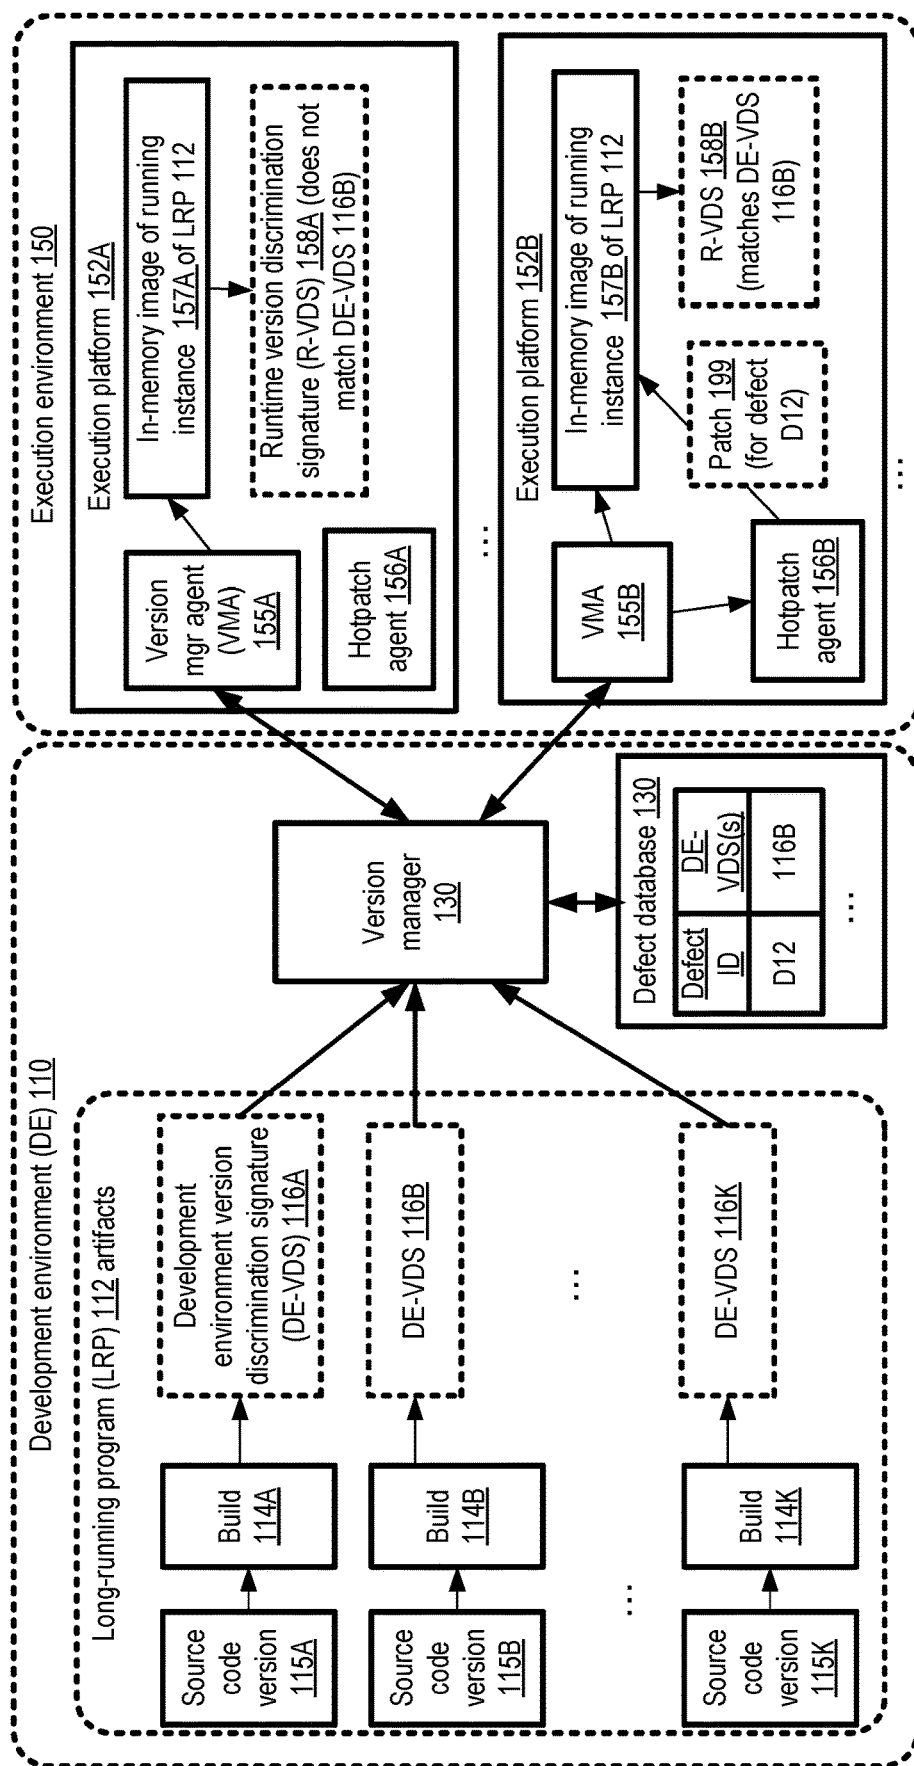 Development environment (DE) 110
Long-running program (LRP) 112 artifacts
Source
code
version
115A
Build
114A
Development
environment version
discrimination signature
(DE-VDS) 116A
Source
code
version
115B
Build
114B
DE-VDS 116B
...
...
Source
code
version
115K
Build
114K
DE-VDS 116K
Version
manager
130
Defect database 130
Defect
ID
DE-
VDS(s)
D12
116B
...
Execution environment 150
Execution platform 152A
Version
mgr agent
(VMA)
155A
In-memory image of running
instance 157A of LRP 112
Hotpatch
agent 156A
Runtime version discrimination
signature (R-VDS) 158A (does not
match DE-VDS 116B)
...
Execution platform 152B
VMA
155B
In-memory image of running
instance 157B of LRP 112
Hotpatch
agent 156B
Patch 199
(for defect
D12)
R-VDS 158B
(matches DE-VDS
116B)
...